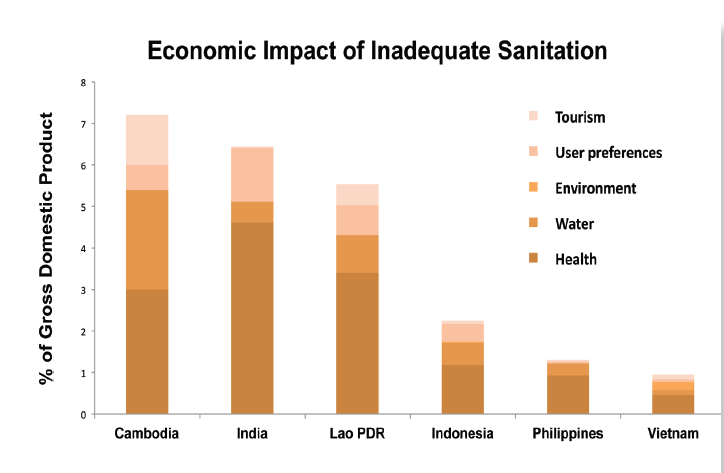 Economic Impact of Inadequate Sanitation
% of Gross Domestic Product
8
7
6
5
4
3
2
1
0
Tourism
User preferences
Environment
Water
Health
Cambodia India Lao PDR Indonesia Philippines Vietnam